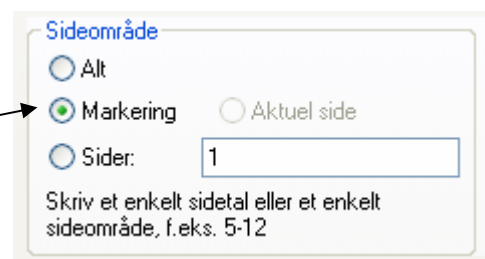 Sideområde
Alt
Markering Aktuel side
Sider: 1
Skriv et enkelt sidetal eller et enkelt
sideområde, f.eks. 5-12